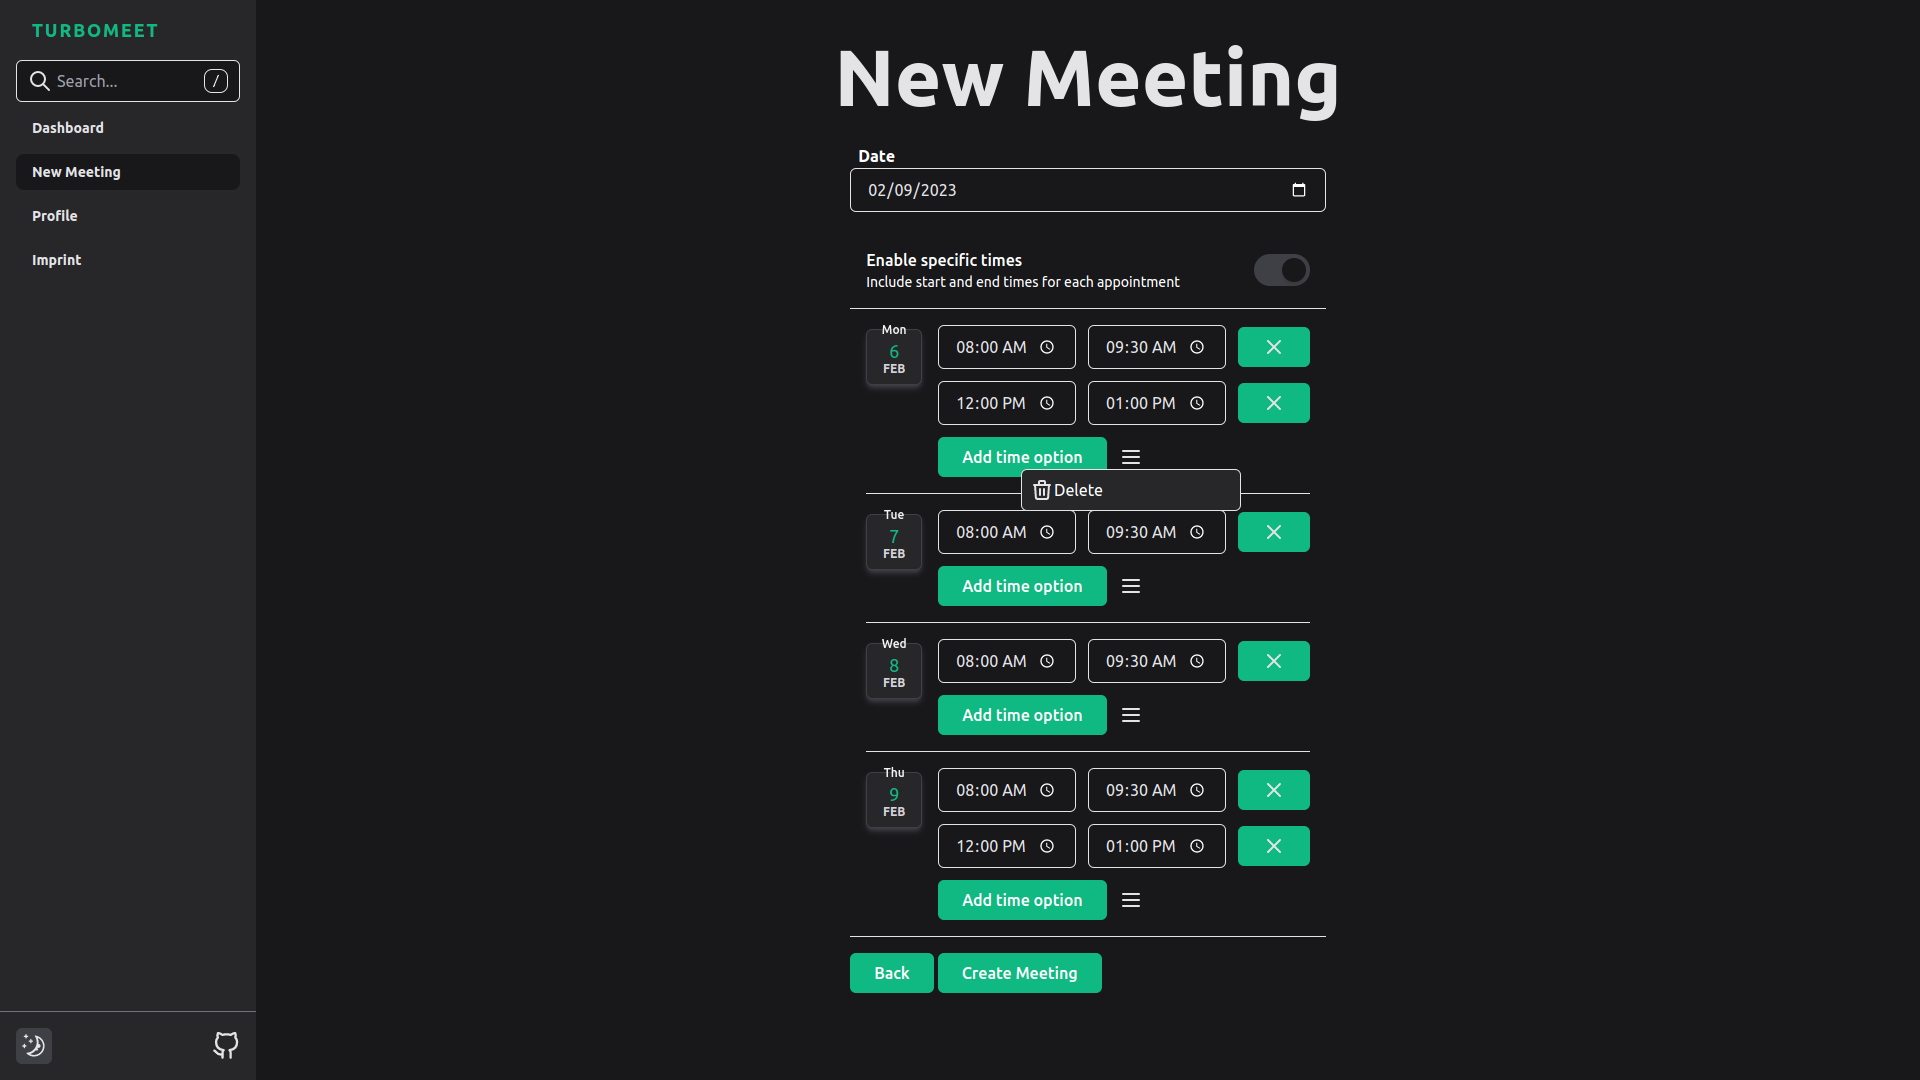 TURBOMEET
Search... /
Dashboard
New Meeting
Profile
Imprint
New Meeting
Date
02/09/2023
Enable specific times
Include start and end times for each appointment
Mon
6
FEB
08:00 AM 09:30 AM
12:00 PM 01:00 PM
Add time option
Delete
Tue
7
FEB
08:00 AM 09:30 AM
Add time option
Wed
8
FEB
08:00 AM 09:30 AM
Add time option
Thu
9
FEB
08:00 AM 09:30 AM
12:00 PM 01:00 PM
Add time option
Back Create Meeting